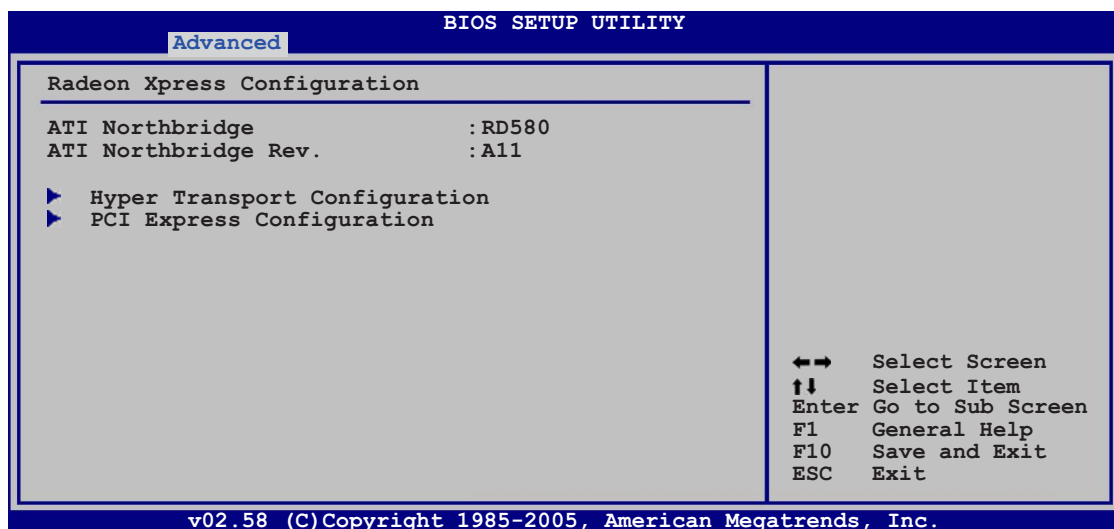 BIOS SETUP UTILITY
Advanced
Radeon Xpress Configuration
ATI Northbridge :RD580
ATI Northbridge Rev. :A11
Hyper Transport Configuration
PCI Express Configuration
←→ Select Screen
↑↓ Select Item
Enter Go to Sub Screen
F1 General Help
F10 Save and Exit
ESC Exit
v02.58 (C)Copyright 1985-2005, American Megatrends, Inc.